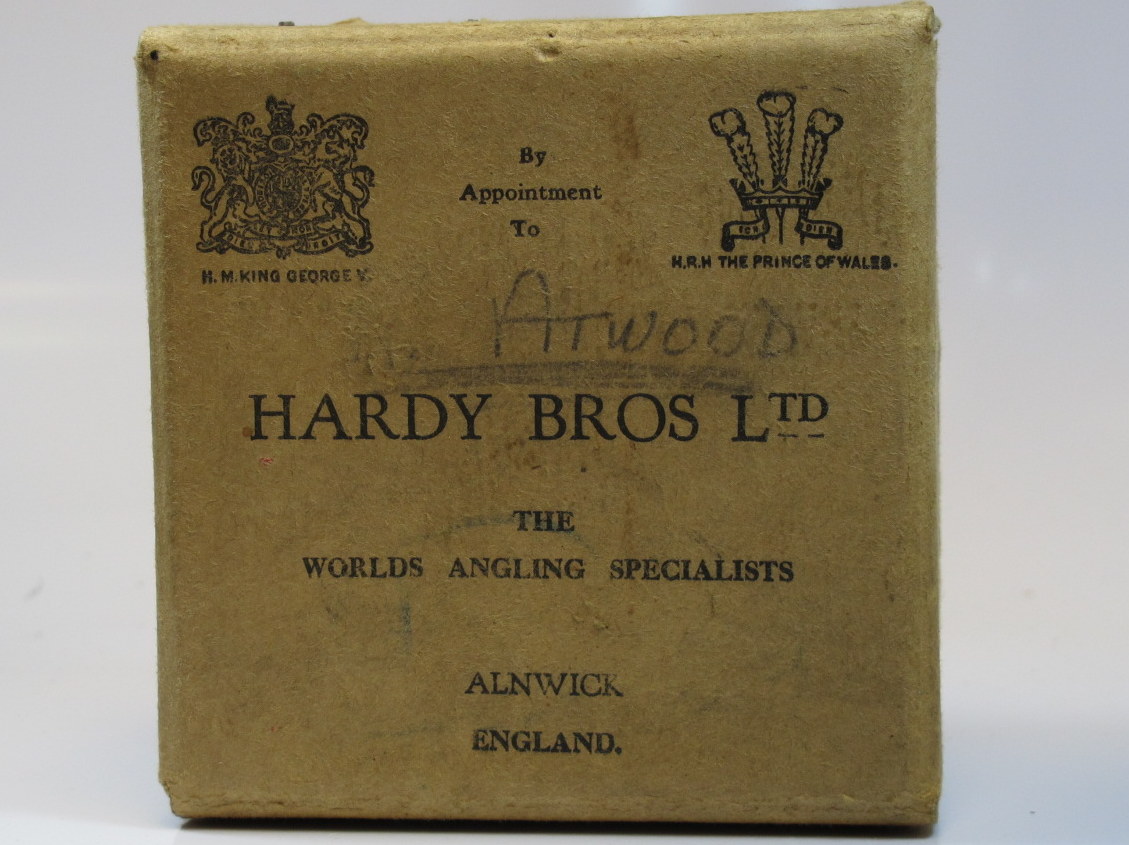 By
Appointment
To
H.M.KING GEORGE V.
H.R.H THE PRINCE OF WALES.
ATWOOD
HARDY BROS LTD
THE
WORLDS ANGLING SPECIALISTS
ALNWICK
ENGLAND.